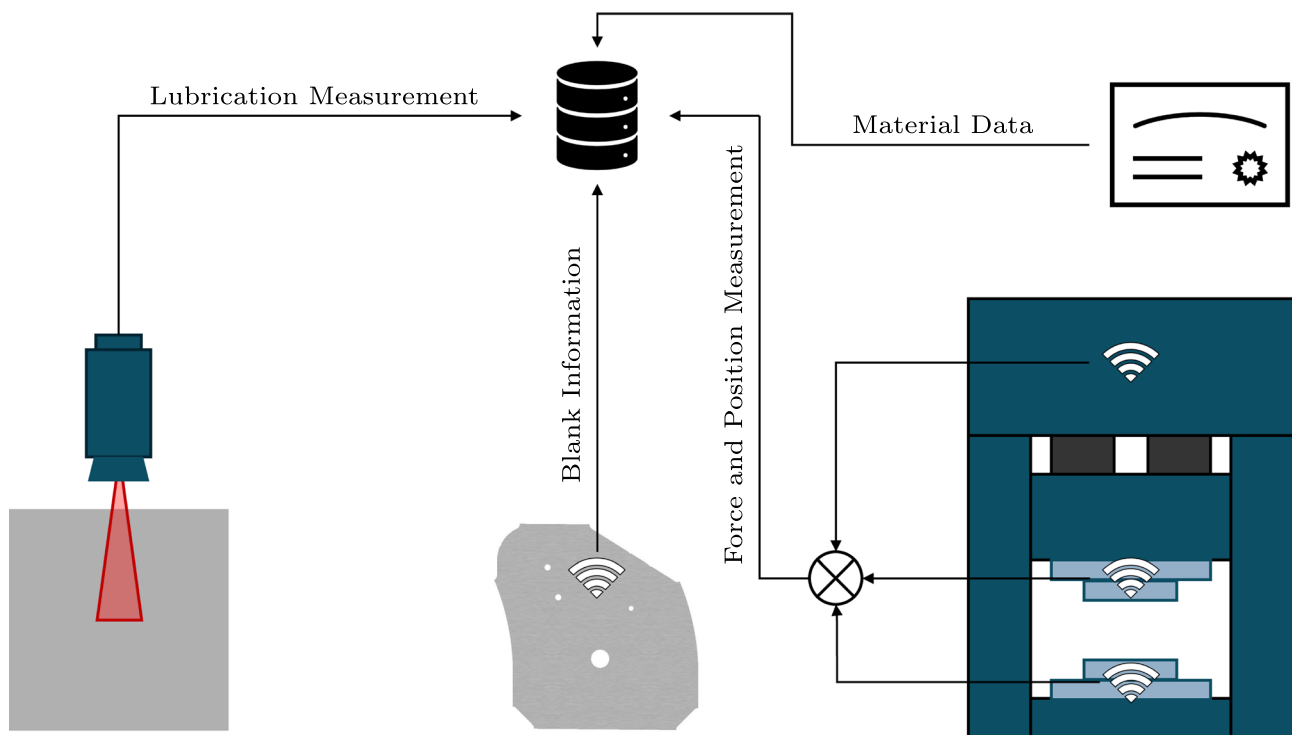 Lubrication Measurement
Material Data
Blank Information
Force and Position Measurement